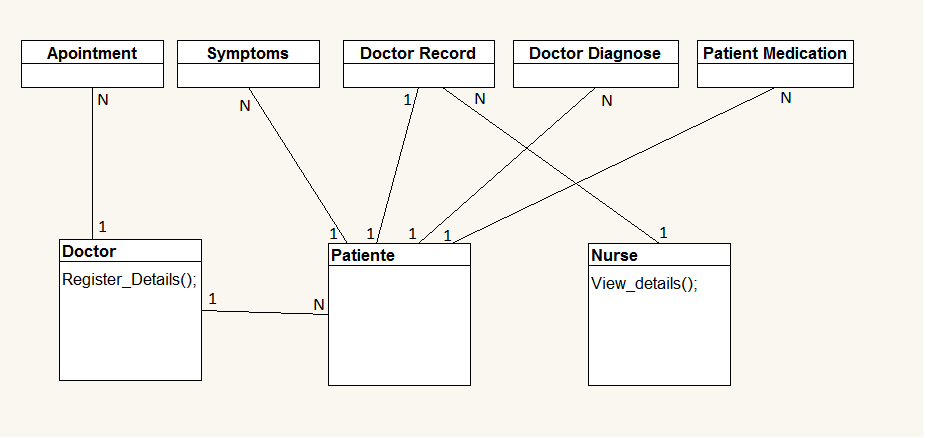 Apointment
Symptoms
Doctor Record
Doctor Diagnose
Patient Medication
N
N
1
N
N
N
1
1
1
1
1
1
Doctor
Register_Details();
1
N
Patiente
Nurse
View_details();